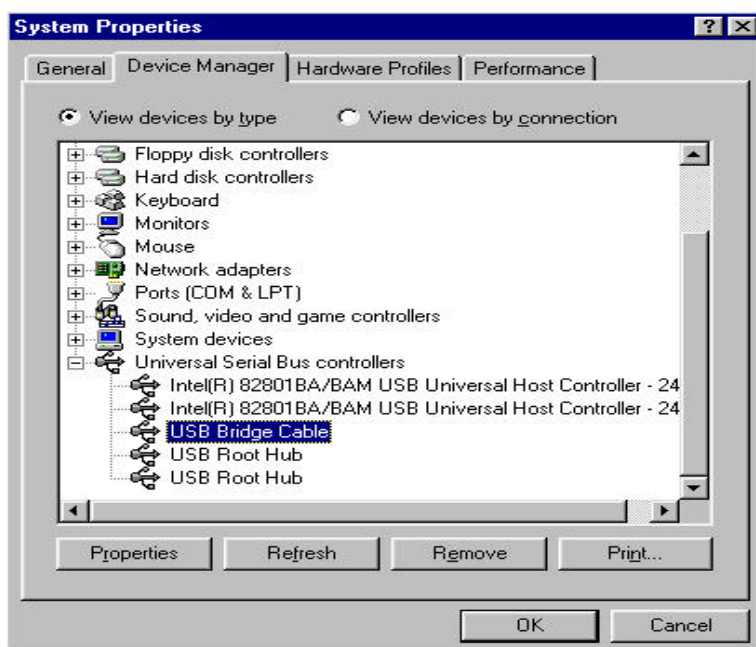 System Properties
General Device Manager Hardware Profiles Performance
View devices by type View devices by connection
Floppy disk controllers
Hard disk controllers
Keyboard
Monitors
Mouse
Network adapters
Ports (COM & LPT)
Sound, video and game controllers
System devices
Universal Serial Bus controllers
Intel(R) 82801BA/BAM USB Universal Host Controller - 24
Intel(R) 82801BA/BAM USB Universal Host Controller - 24
USB Bridge Cable
USB Root Hub
USB Root Hub
Properties Refresh Remove Print...
OK Cancel